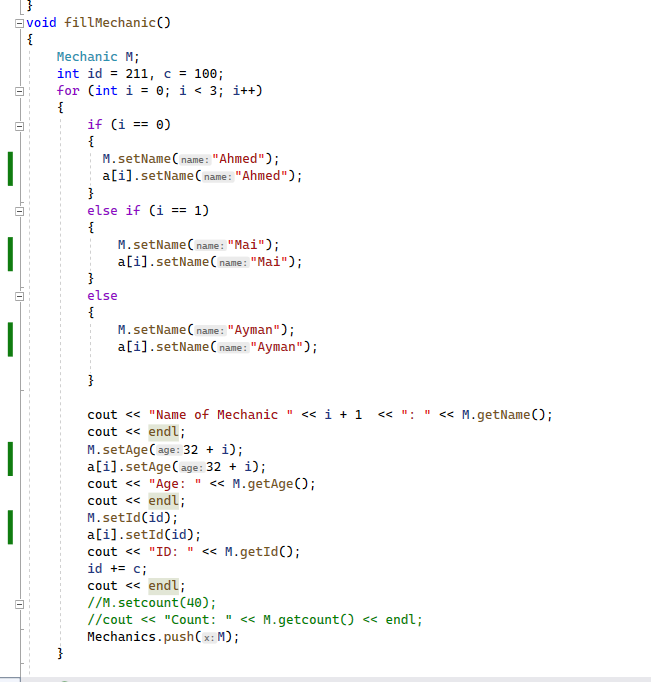 }
void fillMechanic()
{
Mechanic M;
int id = 211, c = 100;
for (int i = 0; i < 3; i++)
{
if (i == 0)
{
M.setName(name:"Ahmed");
a[i].setName(name:"Ahmed");
}
else if (i == 1)
{
M.setName(name:"Mai");
a[i].setName(name:"Mai");
}
else
{
M.setName(name:"Ayman");
a[i].setName(name:"Ayman");
}
cout << "Name of Mechanic " << i + 1  << ": " << M.getName();
cout << endl;
M.setAge(age:32 + i);
a[i].setAge(age:32 + i);
cout << "Age: " << M.getAge();
cout << endl;
M.setId(id);
a[i].setId(id);
cout << "ID: " << M.getId();
id += c;
cout << endl;
//M.setcount(40);
//cout << "Count: " << M.getcount() << endl;
Mechanics.push(x:M);
}